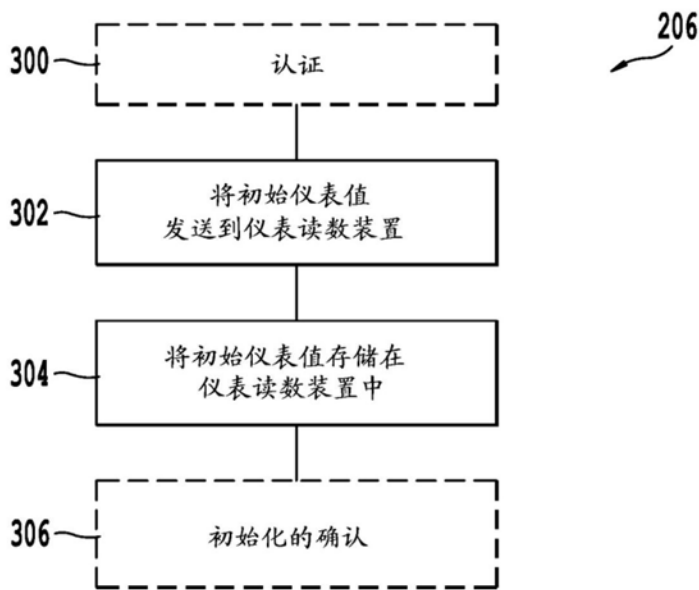 206
300
认证
302
将初始仪表值
发送到仪表读数装置
304
将初始仪表值存储在
仪表读数装置中
306
初始化的确认